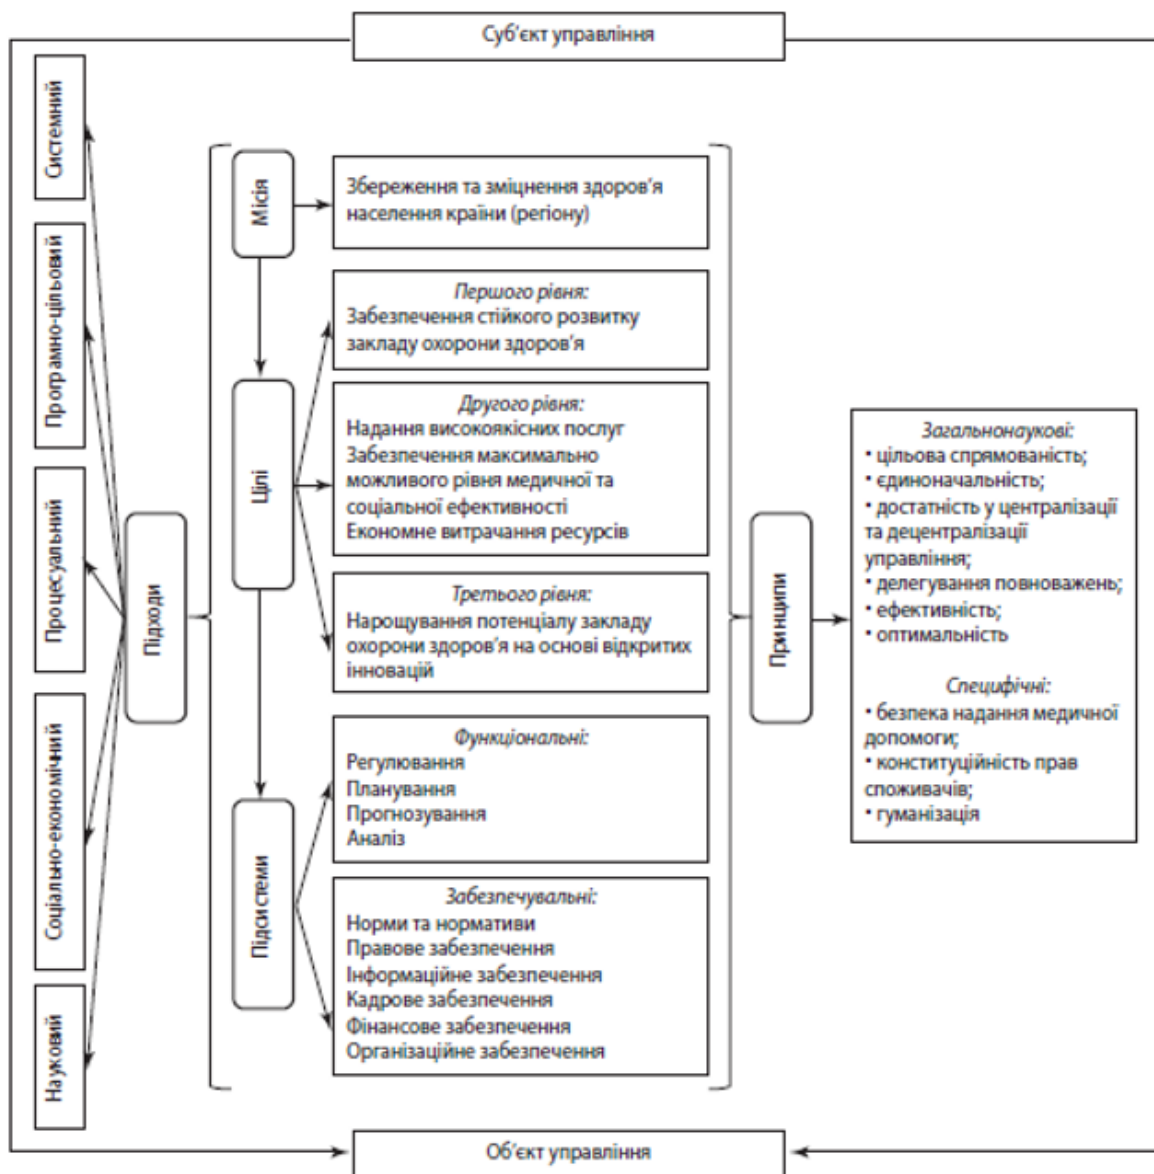 Суб'єкт управління
Системний
Програмно-цільовий
Процесуальний
Соціально-економічний
Науковий
Підходи
Місія
Збереження та зміцнення здоров'я
населення країни (регіону)
Цілі
Першого рівня:
Забезпечення стійкого розвитку
закладу охорони здоров'я
Другого рівня:
Надання високоякісних послуг
Забезпечення максимально
можливого рівня медичної та
соціальної ефективності
Економне витрачання ресурсів
Третього рівня:
Нарощування потенціалу закладу
охорони здоров'я на основі відкритих
інновацій
Підсистеми
Функціональні:
Регулювання
Планування
Прогнозування
Аналіз
Забезпечувальні:
Норми та нормативи
Правове забезпечення
Інформаційне забезпечення
Кадрове забезпечення
Фінансове забезпечення
Організаційне забезпечення
Принципи
Загальнонаукові:
• цільова спрямованість;
• єдиноначальність;
• достатність у централізації
та децентралізації
управління;
• делегування повноважень;
• ефективність;
• оптимальність
Специфічні:
• безпека надання медичної
допомоги;
• конституційність прав
споживачів;
• гуманізація
Об'єкт управління